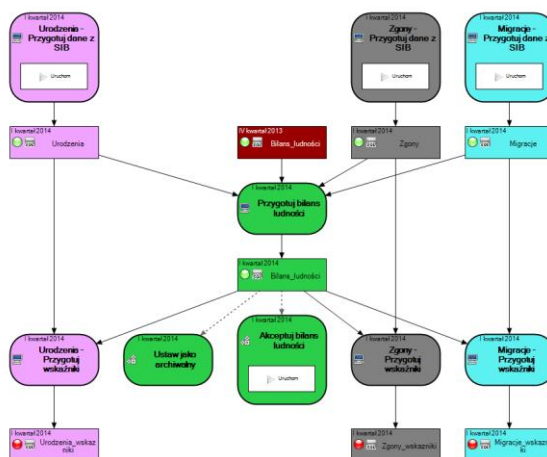 I kwartał 2014
Urodzenia -
Przygotuj dane z
SIB
Uruchom
I kwartał 2014
Zgony -
Przygotuj dane z
SIB
Uruchom
I kwartał 2014
Migracje -
Przygotuj dane z
SIB
Uruchom
I kwartał 2014
Urodzenia
IV kwartał 2013
Bilans_ludności
I kwartał 2014
Zgony
I kwartał 2014
Migracje
I kwartał 2014
Przygotuj bilans
ludności
I kwartał 2014
Bilans_ludności
I kwartał 2014
Urodzenia -
Przygotuj
wskaźniki
I kwartał 2014
Ustaw jako
archiwalny
I kwartał 2014
Akceptuj bilans
ludności
Uruchom
I kwartał 2014
Zgony -
Przygotuj
wskaźniki
I kwartał 2014
Migracje -
Przygotuj
wskaźniki
I kwartał 2014
Urodzenia_wskaz
niki
I kwartał 2014
Zgony_wskazniki
I kwartał 2014
Migracje_wskazni
ki